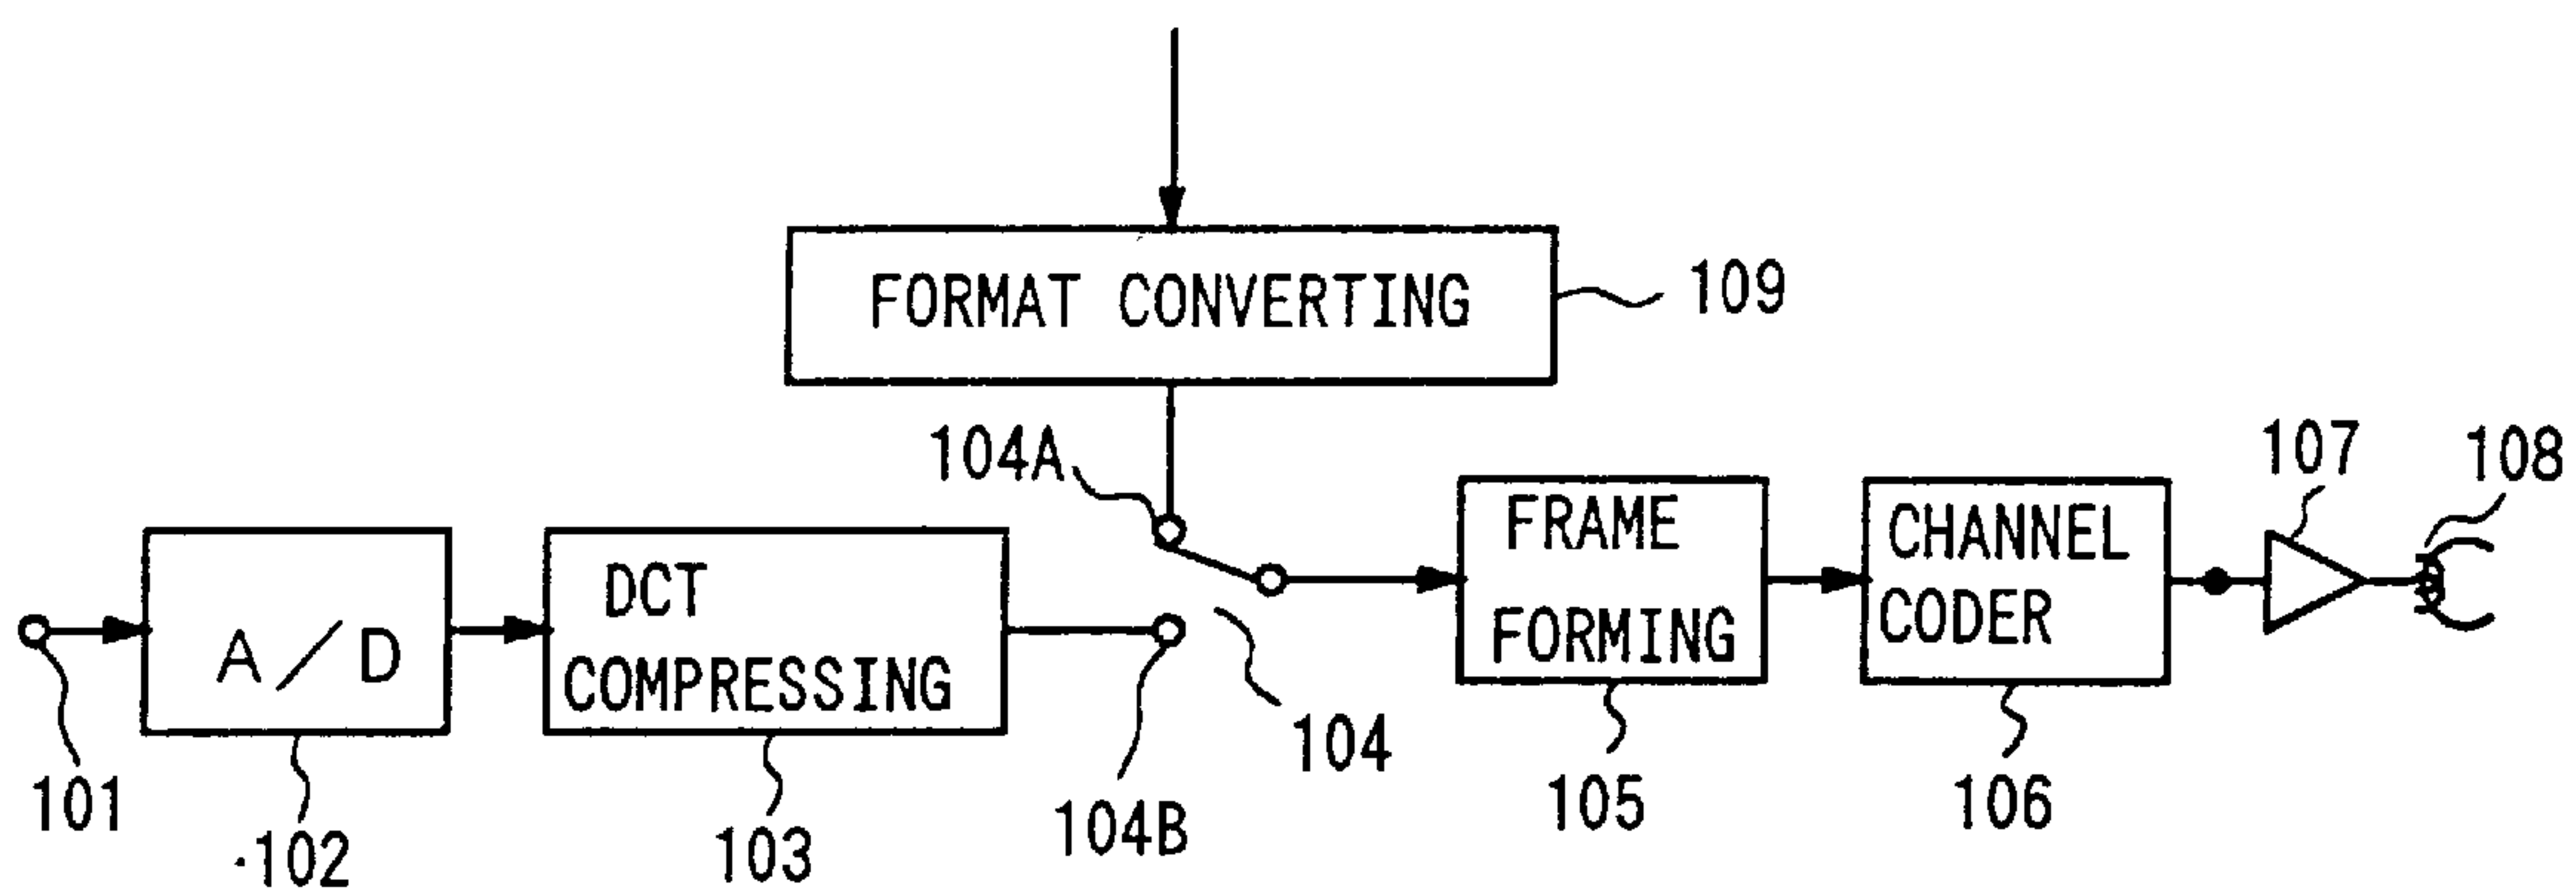 FORMAT CONVERTING
109
104A
107
108
FRAME
FORMING
CHANNEL
CODER
DCT
COMPRESSING
A/D
104
101
102
103
104B
105
106